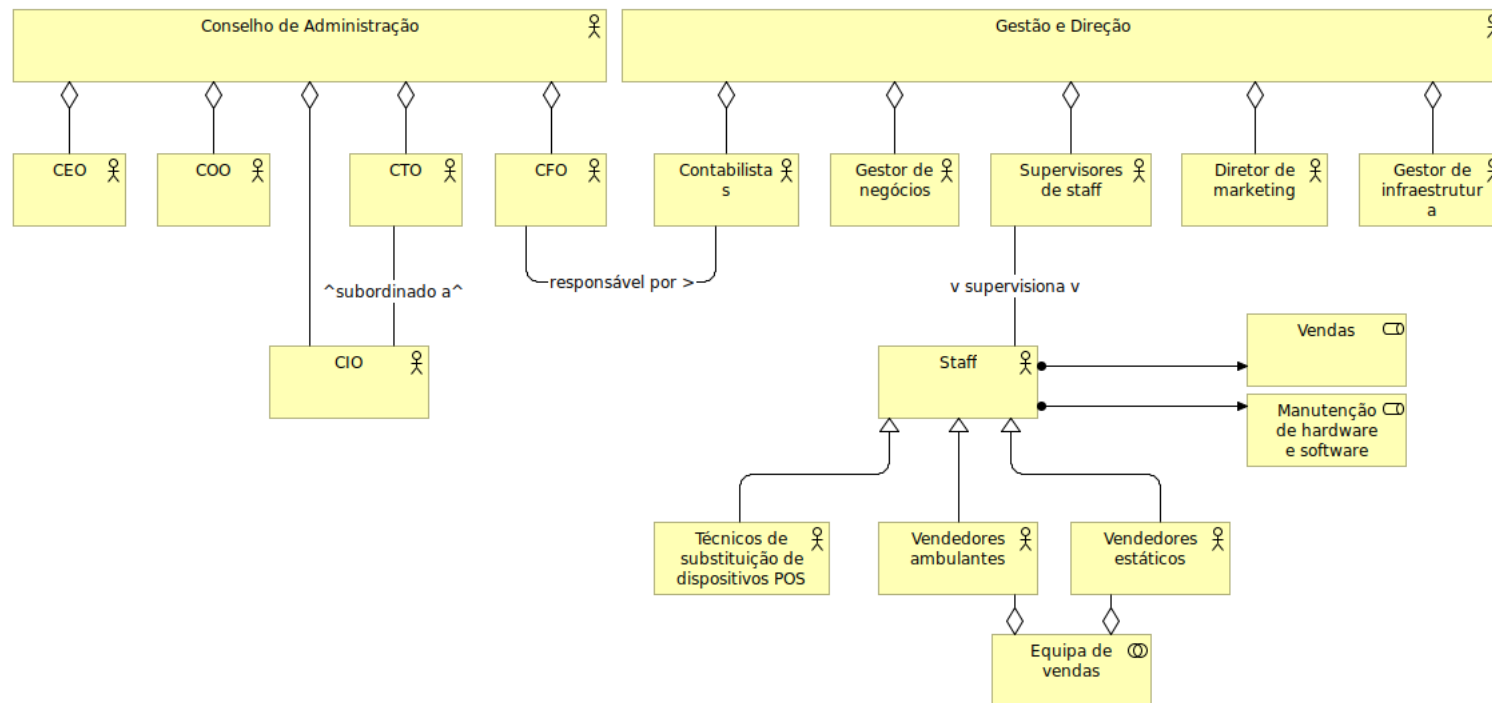 Conselho de Administração
Gestão e Direção
CEO
COO
CTO
CFO
Contabilista
s
Gestor de
negócios
Supervisores
de staff
Diretor de
marketing
Gestor de
infraestrutur
a
^subordinado a^
responsável por >
v supervisiona v
CIO
Staff
Vendas
Manutenção
de hardware
e software
Técnicos de
substituição de
dispositivos POS
Vendedores
ambulantes
Vendedores
estáticos
Equipa de
vendas